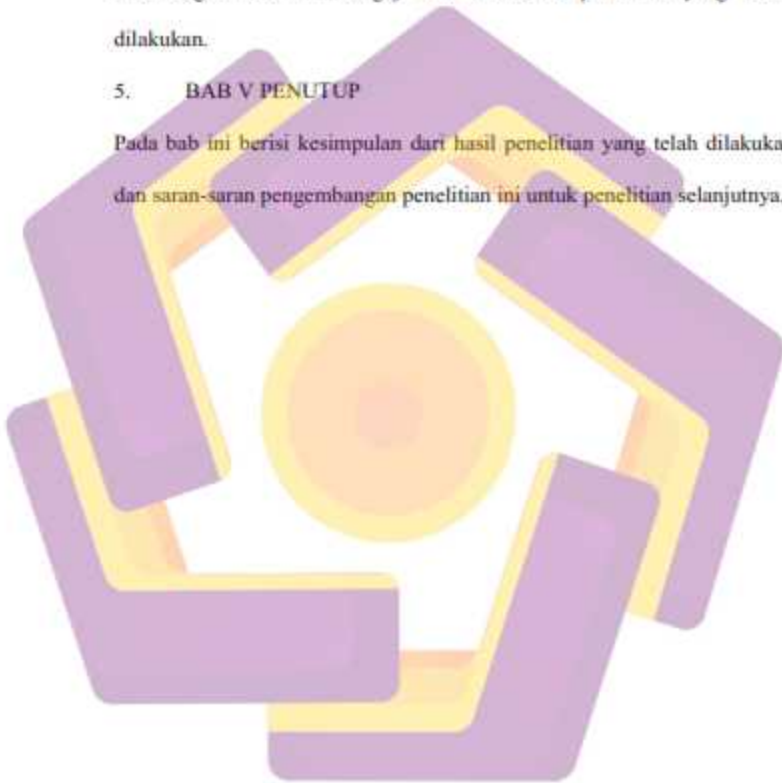 dilakukan.
5. BAB V PENUTUP
Pada bab ini berisi kesimpulan dari hasil penelitian yang telah dilakuka
dan saran-saran pengembangan penelitian ini untuk penelitian selanjutnya.